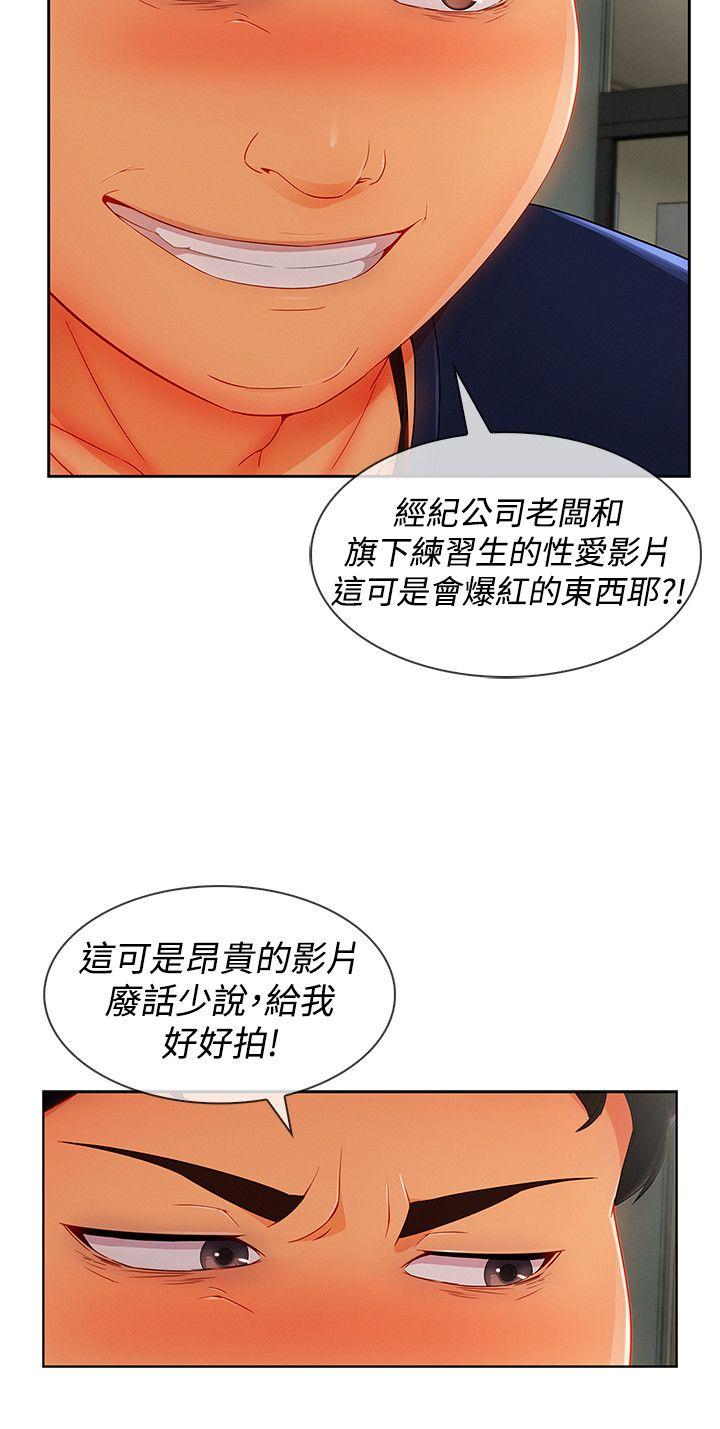 經紀公司老闆和
旗下練習生的性愛影片
這可是會爆紅的東西耶?!
這可是昂貴的影片
廢話少說,給我
好好拍!